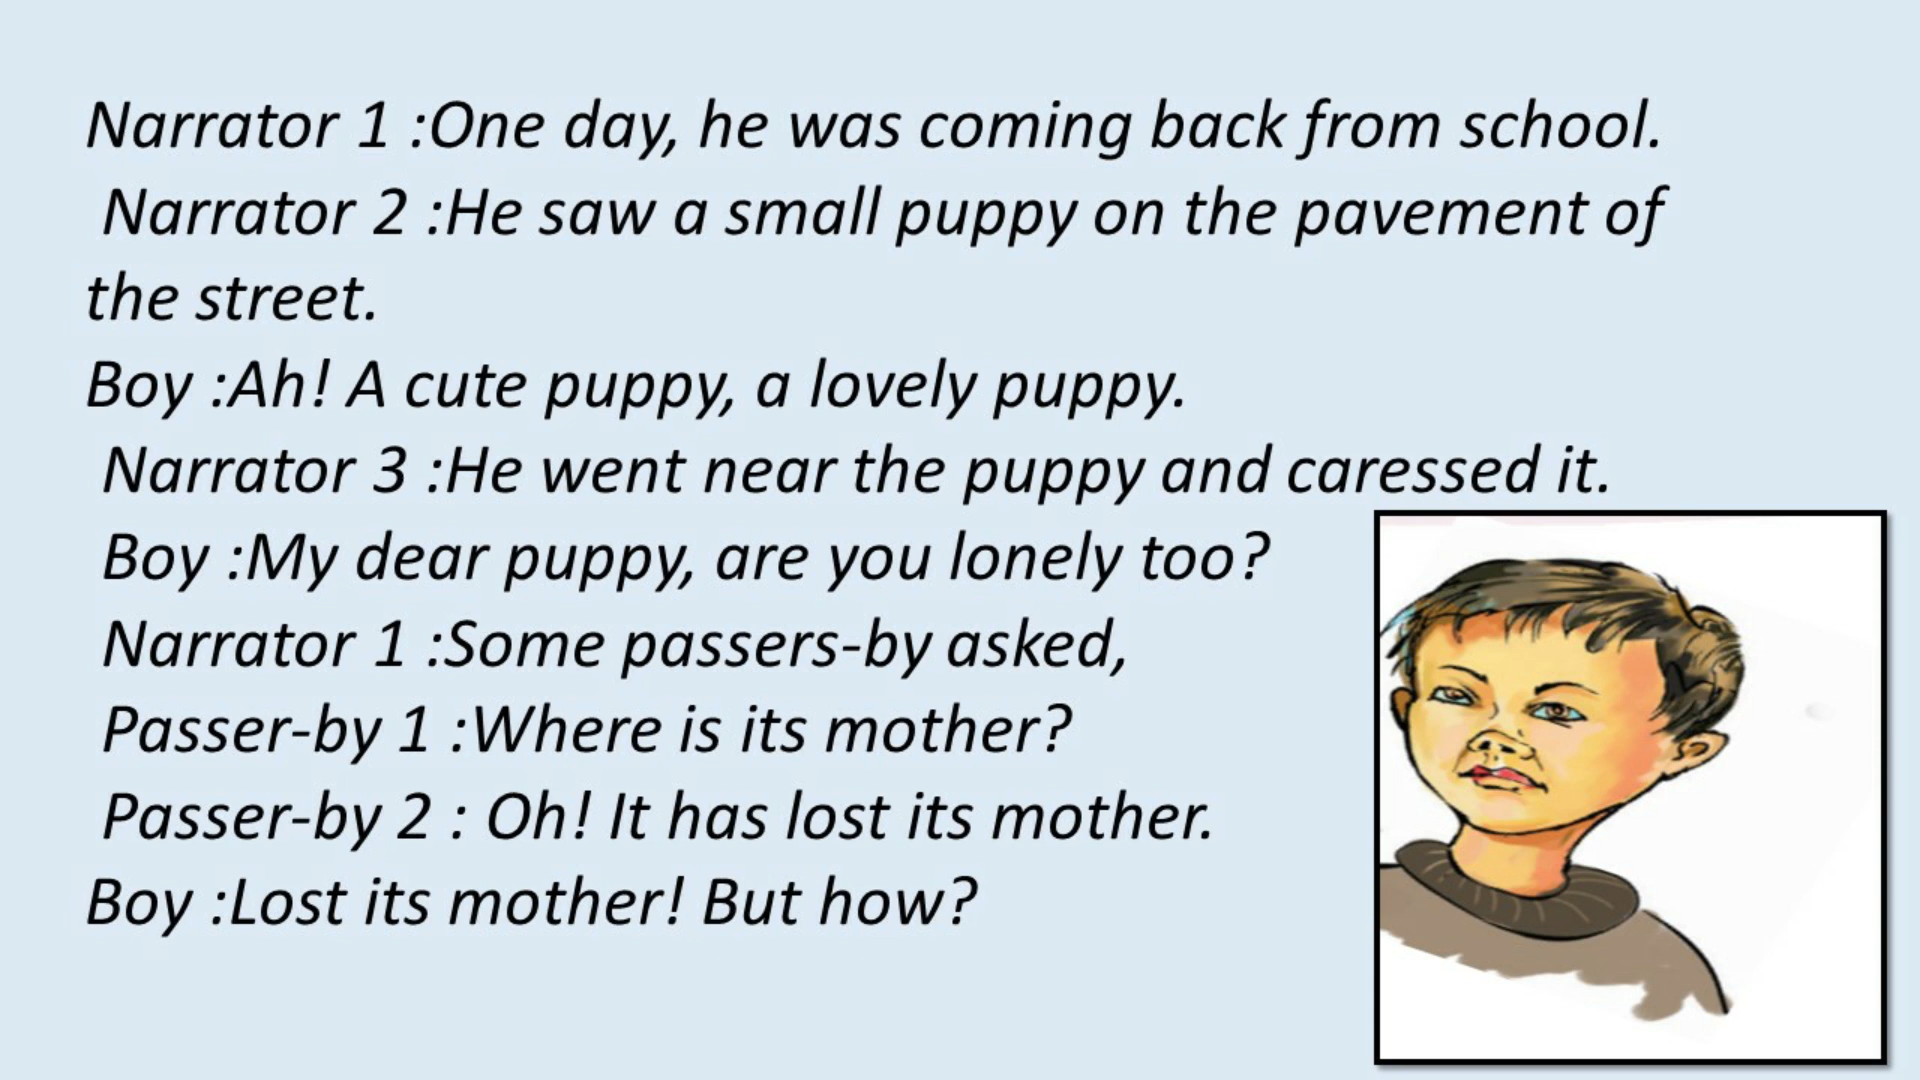 Narrator 1 :One day, he was coming back from school.
Narrator 2 :He saw a small puppy on the pavement of
the street.
Boy :Ah! A cute puppy, a lovely puppy.
Narrator 3 :He went near the puppy and caressed it.
Boy :My dear puppy, are you lonely too?
Narrator 1 :Some passers-by asked,
Passer-by 1 :Where is its mother?
Passer-by 2 : Oh! It has lost its mother.
Boy :Lost its mother! But how?